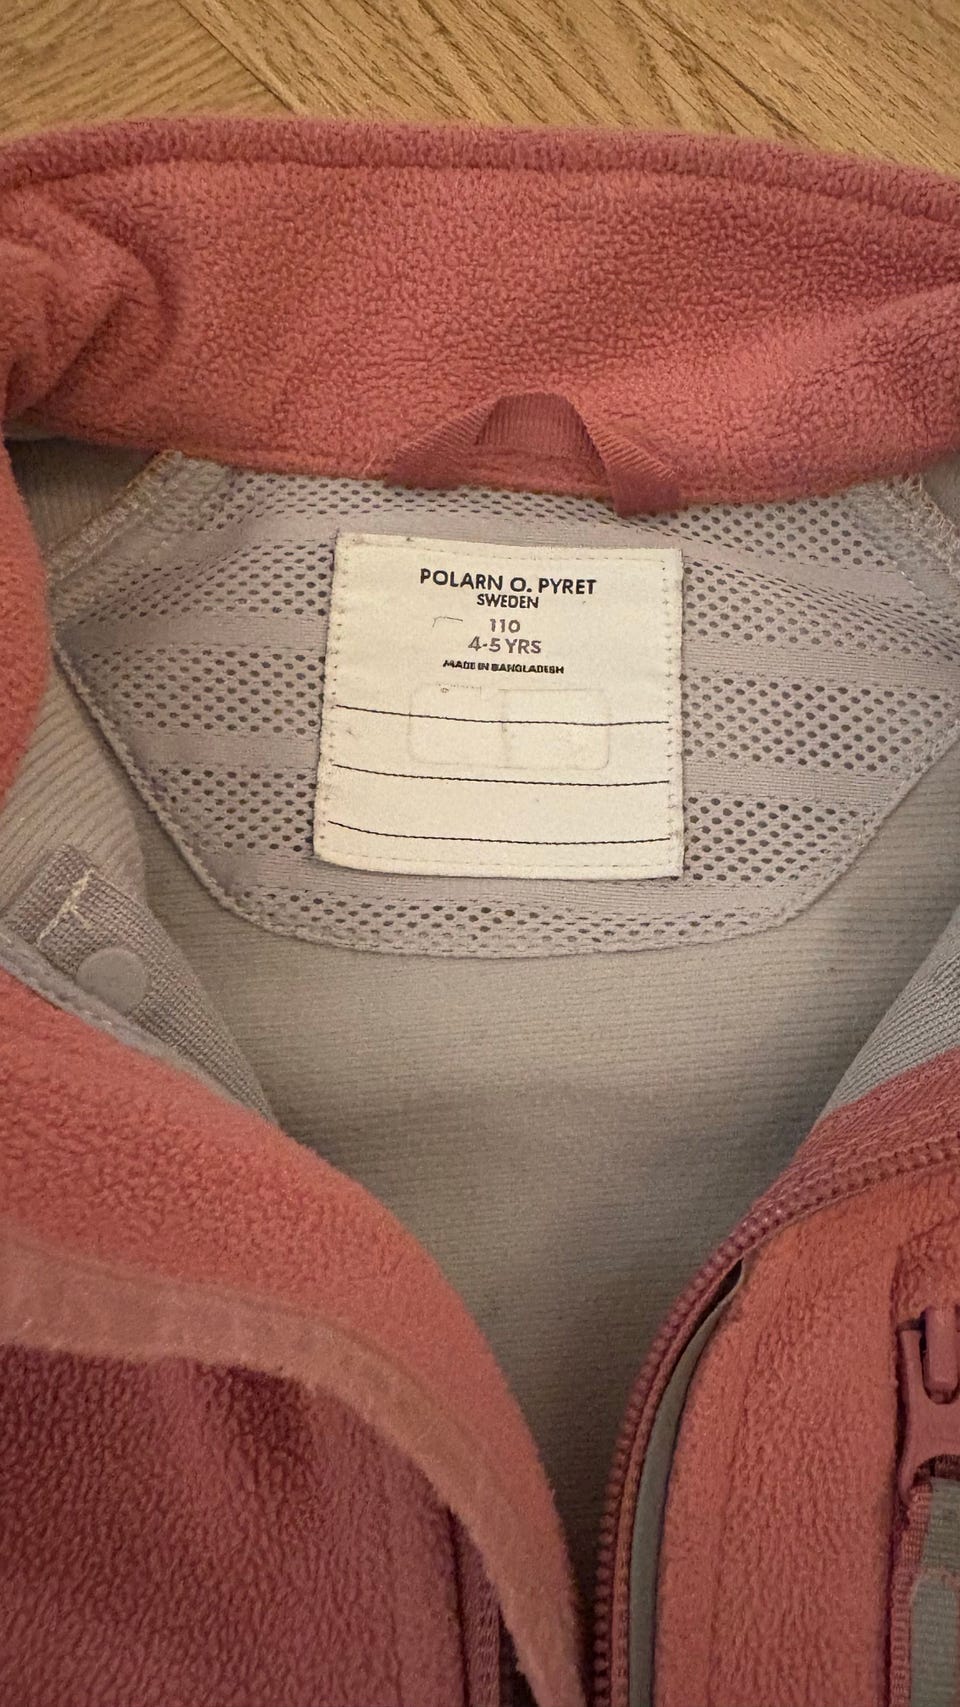 POLARN O. PYRET
SWEDEN
110
4-5 YRS
MADE IN BANGLADESH